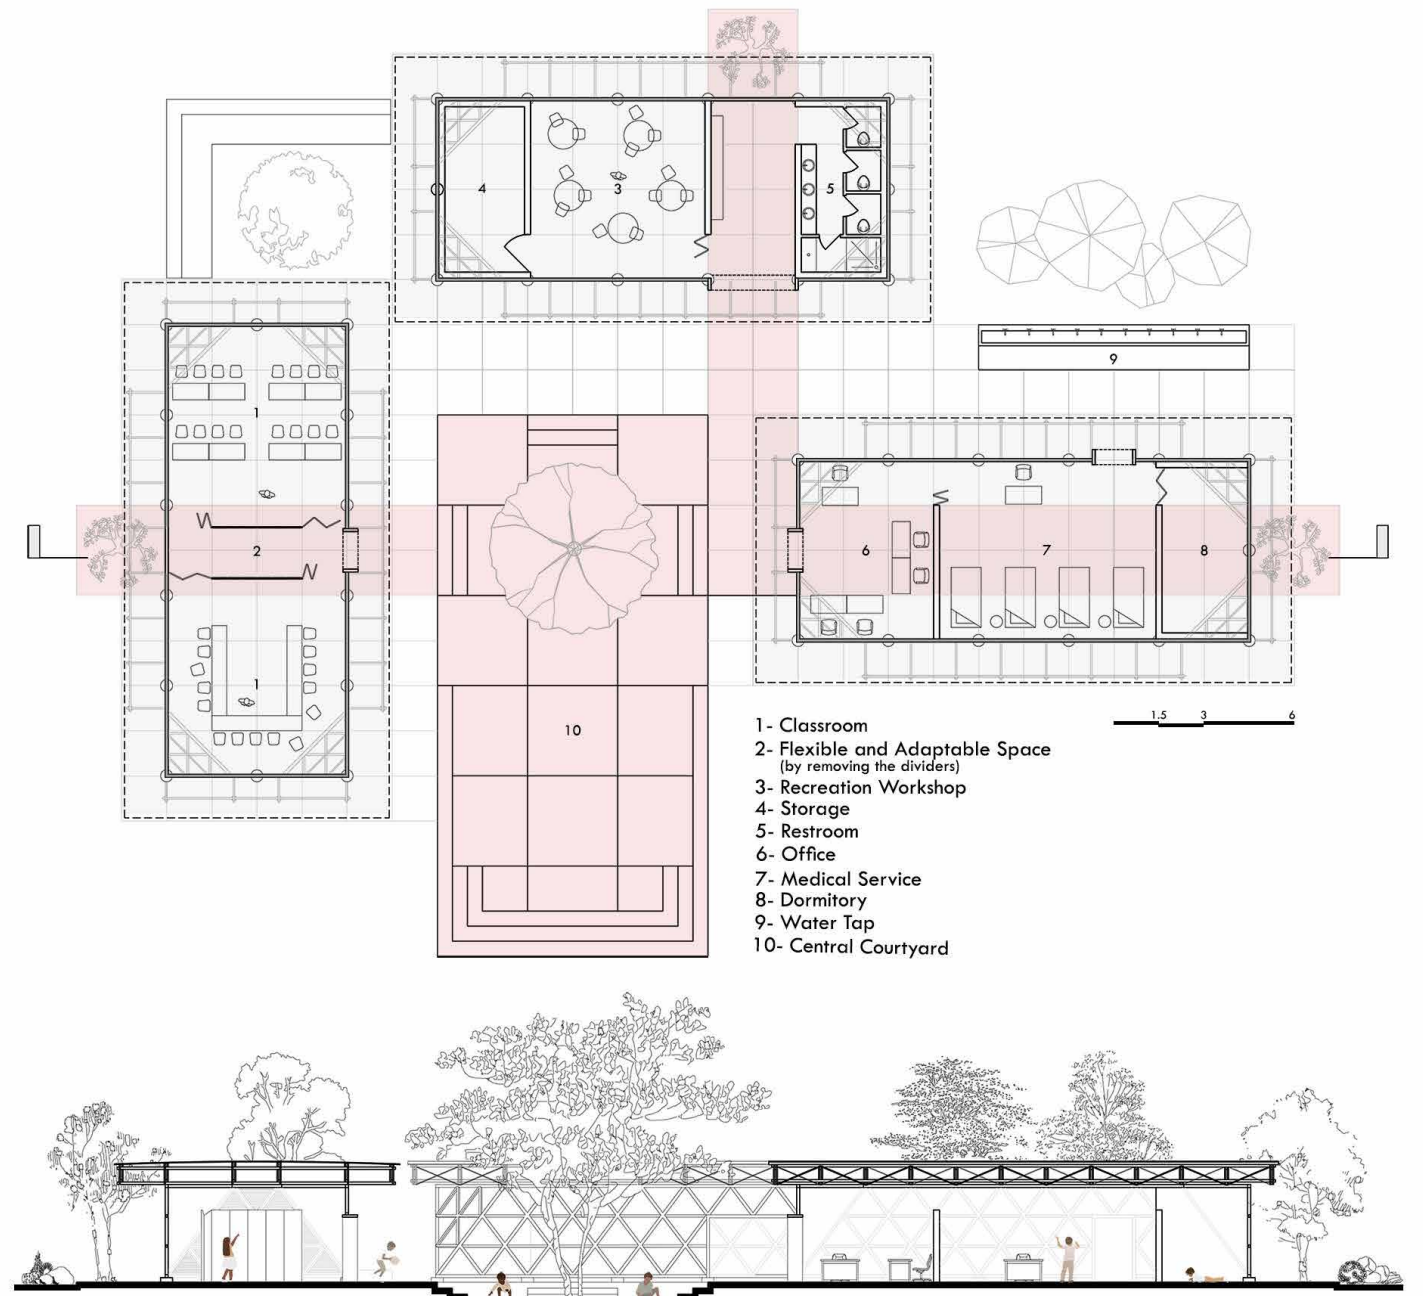 4
3
5
9
1
2
6
7
8
1
10
1.5 3 6
1- Classroom
2- Flexible and Adaptable Space
(by removing the dividers)
3- Recreation Workshop
4- Storage
5- Restroom
6- Office
7- Medical Service
8- Dormitory
9- Water Tap
10- Central Courtyard